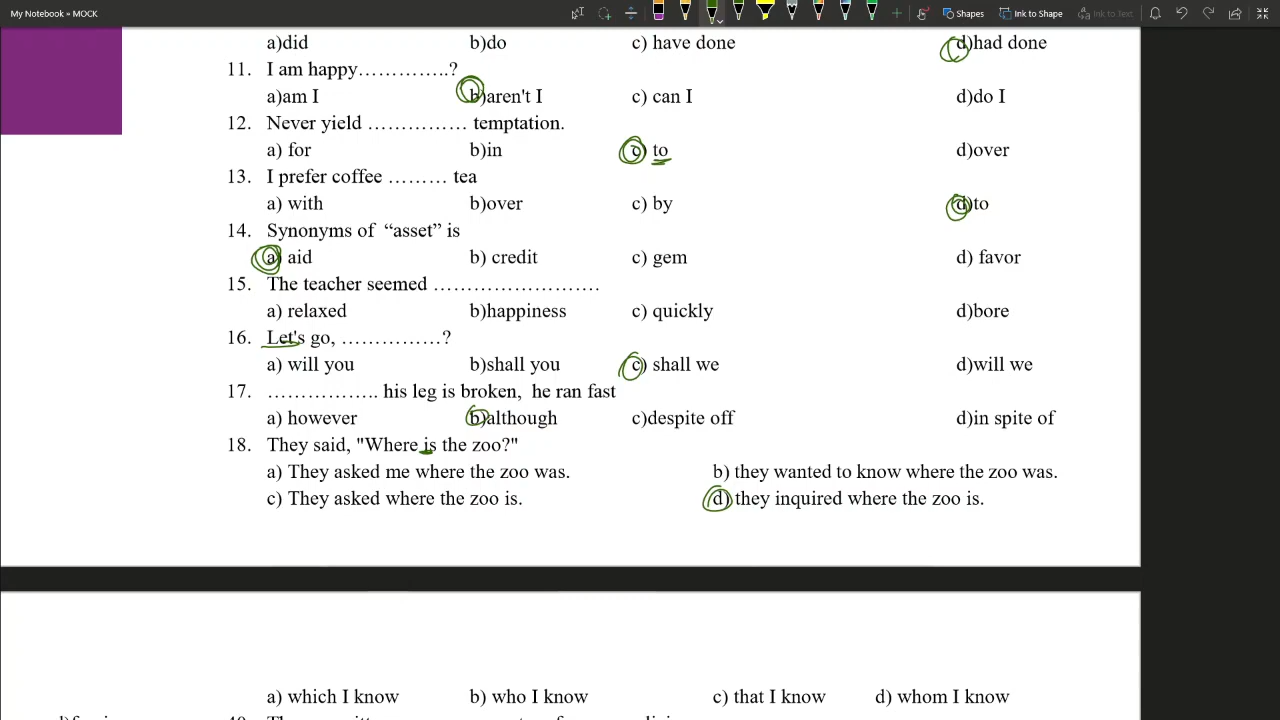 My Notebook » MOCK
Shapes Ink to Shape Ink to Text
a)did b)do c) have done d)had done
11. I am happy…………..?
a)am I b)aren't I c) can I d)do I
12. Never yield …………… temptation.
a) for b)in c) to d)over
13. I prefer coffee ……… tea
a) with b)over c) by d)to
14. Synonyms of “asset” is
a) aid b) credit c) gem d) favor
15. The teacher seemed …………………….
a) relaxed b)happiness c) quickly d)bore
16. Let's go, ……………?
a) will you b)shall you c) shall we d)will we
17. …………….. his leg is broken, he ran fast
a) however b)although c)despite off d)in spite of
18. They said, "Where is the zoo?"
a) They asked me where the zoo was. b) they wanted to know where the zoo was.
c) They asked where the zoo is. d) they inquired where the zoo is.
a) which I know b) who I know c) that I know d) whom I know